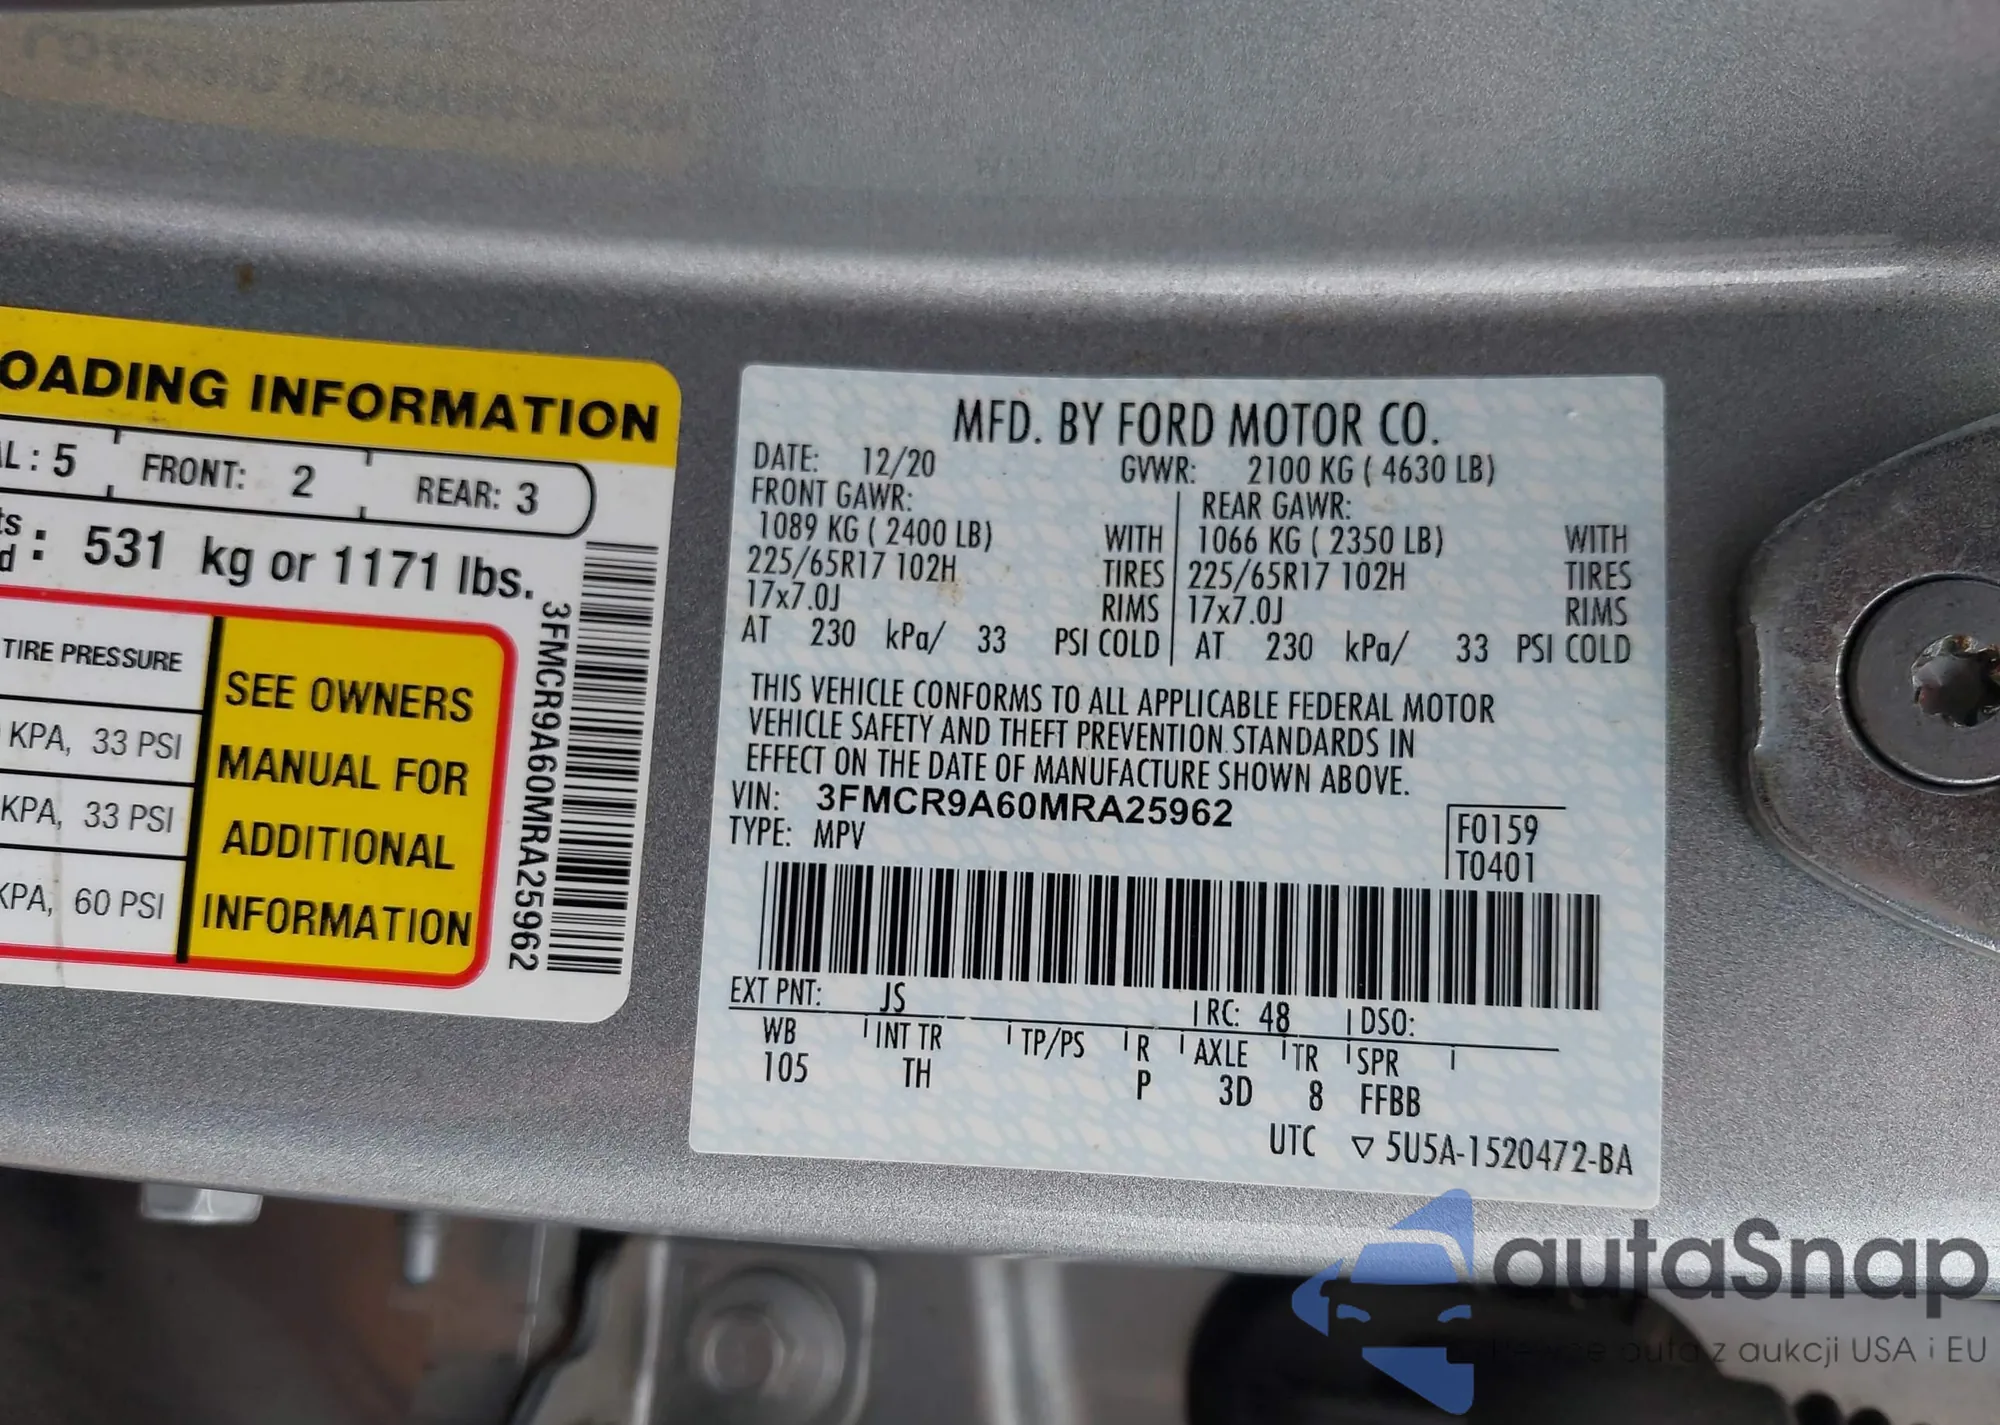 OADING INFORMATION
AL: 5 FRONT: 2 REAR: 3
ts
d : 531 kg or 1171 lbs.
TIRE PRESSURE
KPA, 33 PSI
KPA, 33 PSI
KPA, 60 PSI
SEE OWNERS
MANUAL FOR
ADDITIONAL
INFORMATION
3FMCR9A60MRA25962
MFD. BY FORD MOTOR CO.
DATE: 12/20 GVWR: 2100 KG ( 4630 LB)
FRONT GAWR: REAR GAWR:
1089 KG ( 2400 LB) WITH 1066 KG ( 2350 LB) WITH
225/65R17 102H TIRES 225/65R17 102H TIRES
17x7.0J RIMS 17x7.0J RIMS
AT 230 kPa/ 33 PSI COLD AT 230 kPa/ 33 PSI COLD
THIS VEHICLE CONFORMS TO ALL APPLICABLE FEDERAL MOTOR
VEHICLE SAFETY AND THEFT PREVENTION STANDARDS IN
EFFECT ON THE DATE OF MANUFACTURE SHOWN ABOVE.
VIN: 3FMCR9A60MRA25962
TYPE: MPV
F0159
T0401
EXT PNT: JS RC: 48 DSO:
WB INT TR TP/PS R AXLE TR SPR
105 TH P 3D 8 FFBB
UTC ▽ 5U5A-1520472-BA
autaSnap
auta z aukcji USA i EU